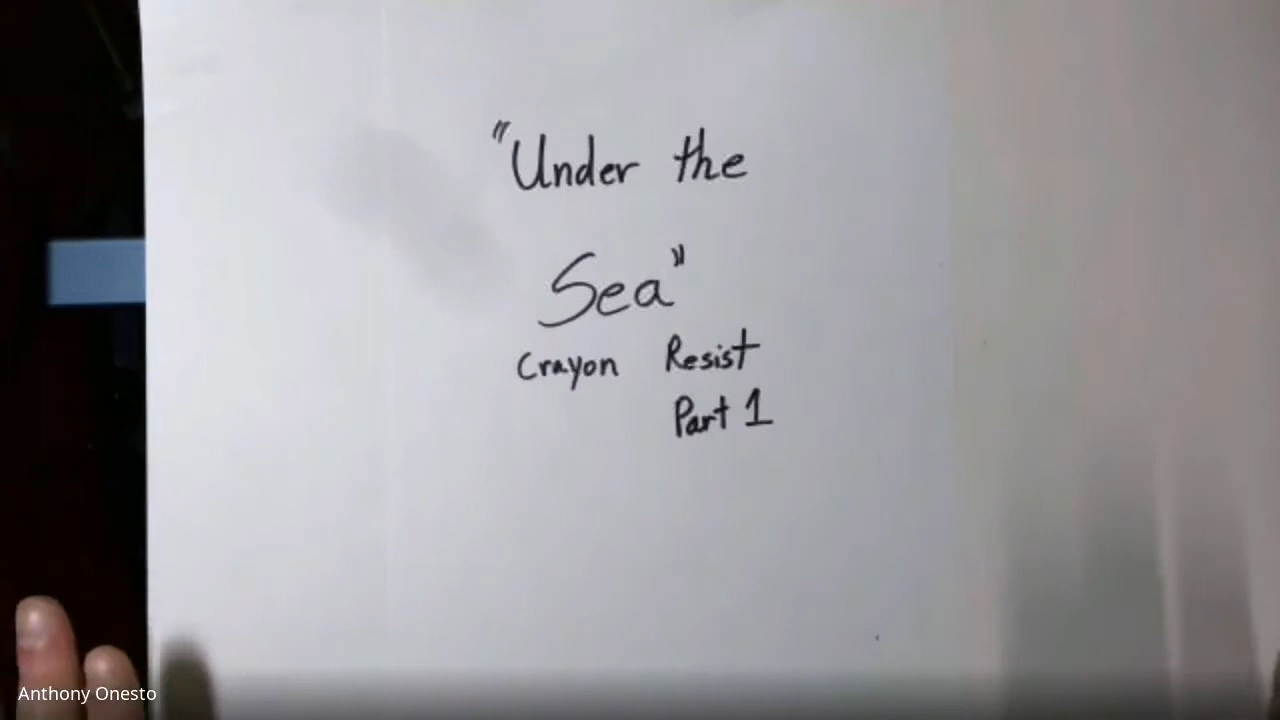 "Under the
Sea"
Crayon Resist
Part 1
Anthony Onesto